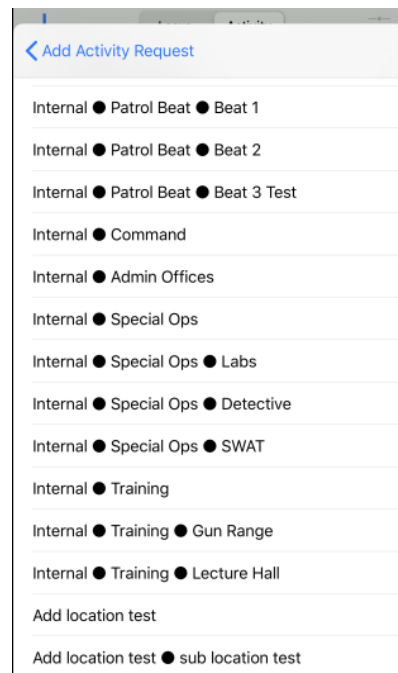 Add Activity Request
Internal ● Patrol Beat ● Beat 1
Internal ● Patrol Beat ● Beat 2
Internal ● Patrol Beat ● Beat 3 Test
Internal ● Command
Internal ● Admin Offices
Internal ● Special Ops
Internal ● Special Ops ● Labs
Internal ● Special Ops ● Detective
Internal ● Special Ops ● SWAT
Internal ● Training
Internal ● Training ● Gun Range
Internal ● Training ● Lecture Hall
Add location test
Add location test ● sub location test